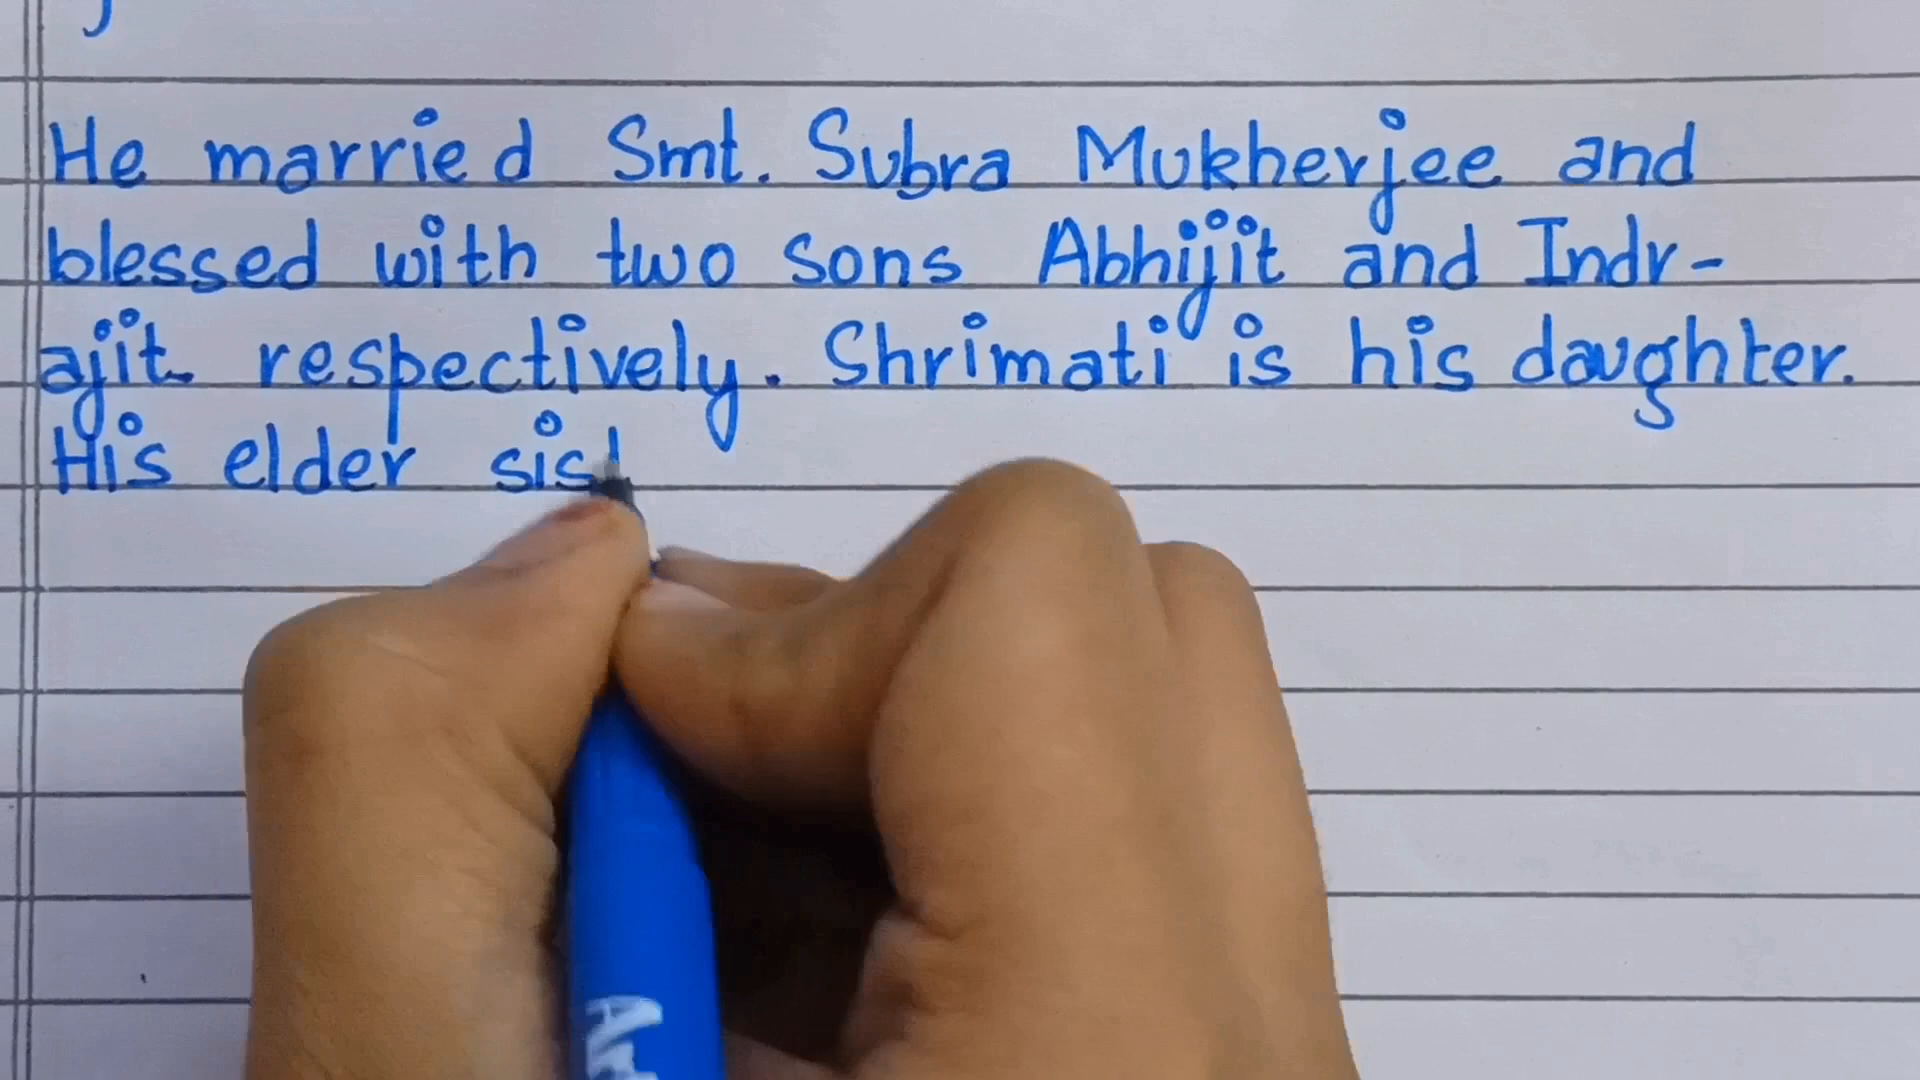 He married Smt. Subra Mukherjee and
blessed with two sons Abhijit and Indr-
ajit respectively. Shrimati is his daughter.
His elder